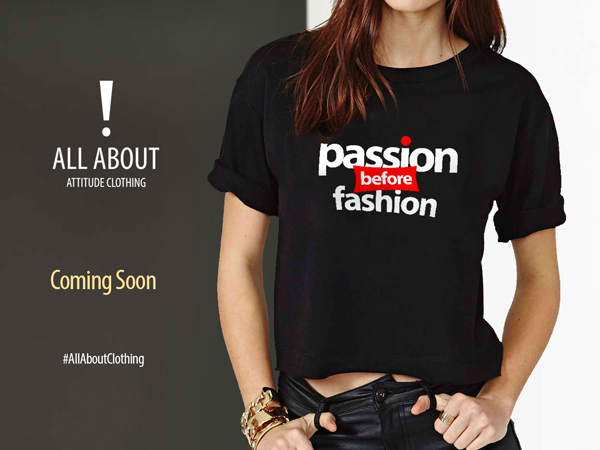 !
ALL ABOUT
ATTITUDE CLOTHING
Coming Soon
#AllAboutClothing
passion
before
fashion